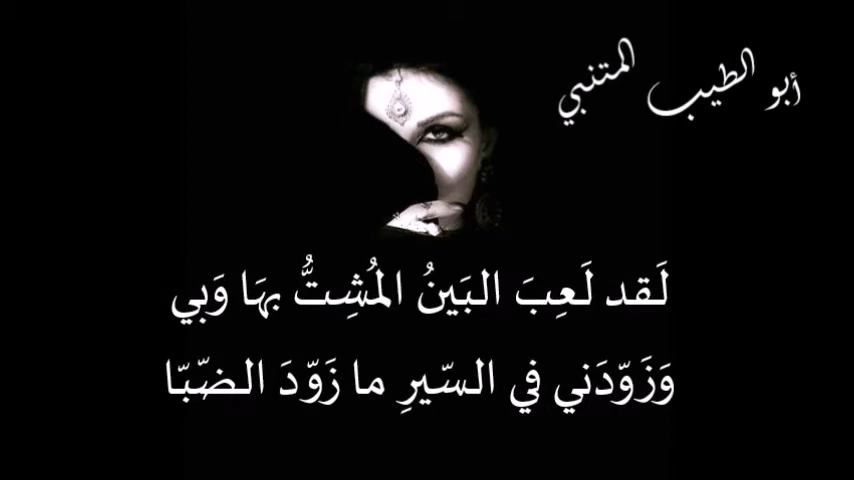 أبو الطيب المتنبي
لَقد لَعِبَ البَينُ المُشِتُّ بهَا وَبي
وَزَوّدَني في السّيرِ ما زَوّدَ الضّبّا